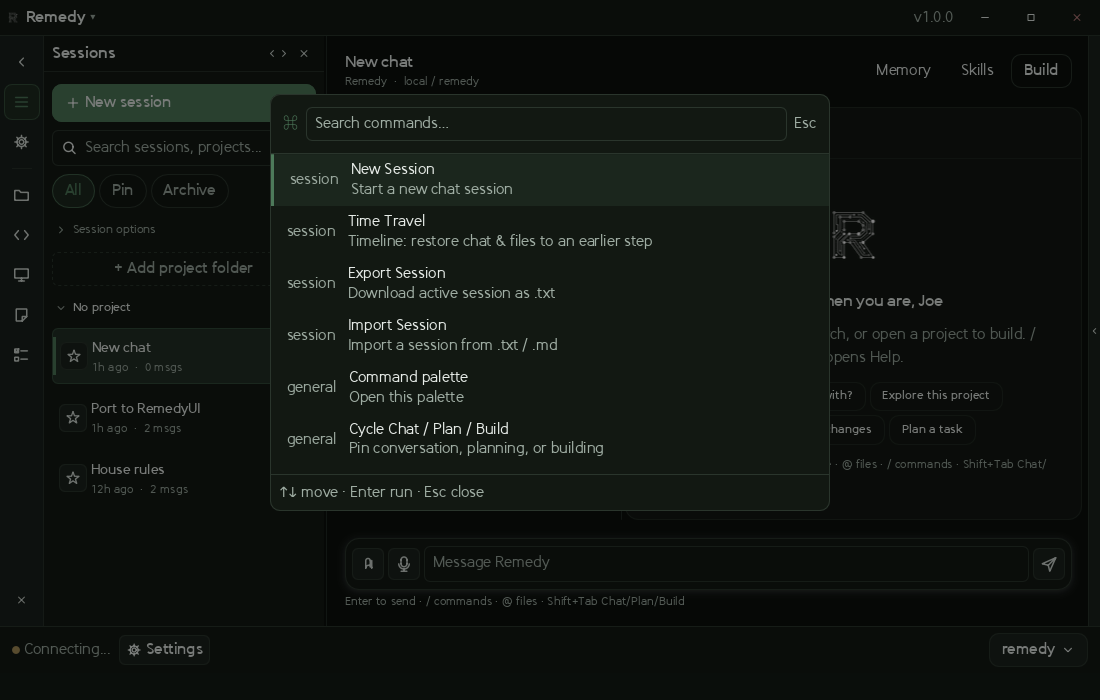 Remedy
v1.0.0
Sessions
New chat
Remedy · local / remedy
Memory
Skills
Build
+ New session
Search sessions, projects...
All
Pin
Archive
Session options
+ Add project folder
No project
New chat
1h ago · 0 msgs
Port to RemedyUI
1h ago · 2 msgs
House rules
12h ago · 2 msgs
⌘ Search commands... Esc
session New Session
Start a new chat session
session Time Travel
Timeline: restore chat & files to an earlier step
session Export Session
Download active session as .txt
session Import Session
Import a session from .txt / .md
general Command palette
Open this palette
general Cycle Chat / Plan / Build
Pin conversation, planning, or building
↑↓ move · Enter run · Esc close
you are, Joe
or open a project to build. /
opens Help.
Explore this project
Plan a task
· @ files · / commands · Shift+Tab Chat/
Message Remedy
Enter to send · / commands · @ files · Shift+Tab Chat/Plan/Build
Connecting...
Settings
remedy